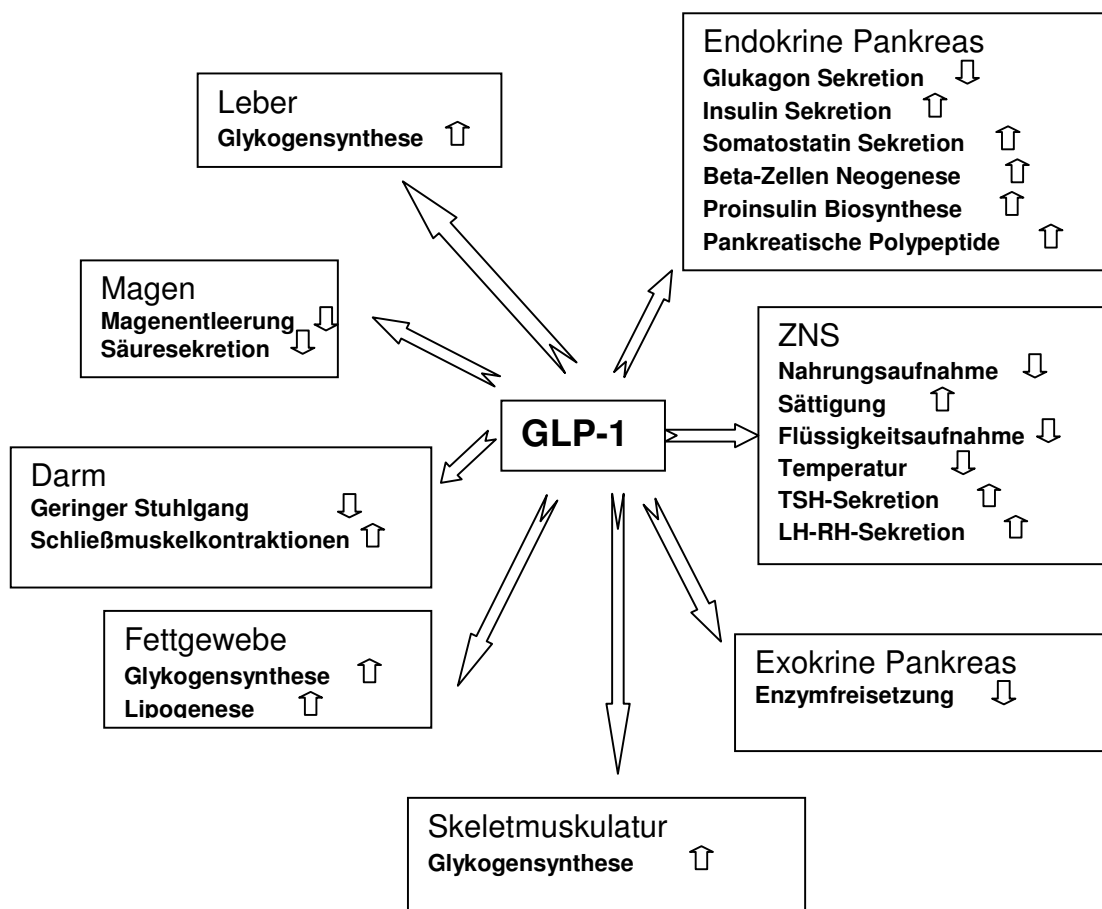 Endokrine Pankreas
Glukagon Sekretion
Insulin Sekretion
Somatostatin Sekretion
Beta-Zellen Neogenese
Proinsulin Biosynthese
Pankreatische Polypeptide
Leber
Glykogensynthese
Magen
Magenentleerung
Säuresekretion
ZNS
Nahrungsaufnahme
Sättigung
Flüssigkeitsaufnahme
Temperatur
TSH-Sekretion
LH-RH-Sekretion
GLP-1
Darm
Geringer Stuhlgang
Schließmuskelkontraktionen
Fettgewebe
Glykogensynthese
Lipogenese
Exokrine Pankreas
Enzymfreisetzung
Skeletmuskulatur
Glykogensynthese